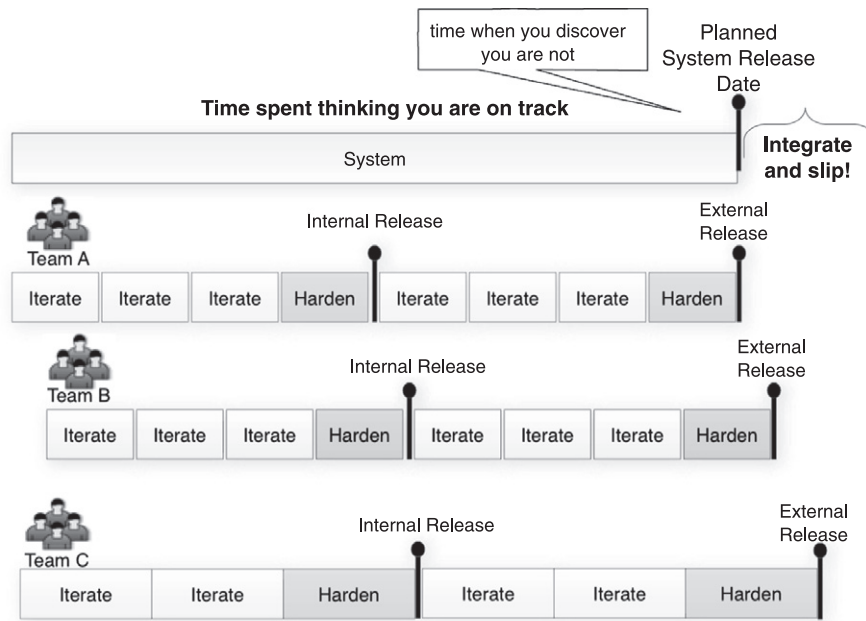 time when you discover
you are not
Planned
System Release
Date
Time spent thinking you are on track
Integrate
and slip!
System
Internal Release
External
Release
Team A
Iterate Iterate Iterate Harden Iterate Iterate Iterate Harden
Internal Release
External
Release
Team B
Iterate Iterate Iterate Harden Iterate Iterate Iterate Harden
Internal Release
External
Release
Team C
Iterate Iterate Harden Iterate Iterate Harden